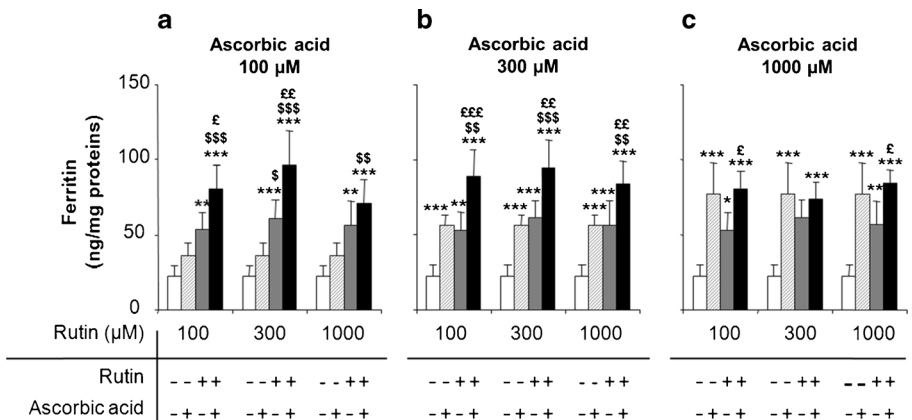 a b c
Ascorbic acid Ascorbic acid Ascorbic acid
100 µM 300 µM 1000 µM
150
100
50
0
Ferritin
(ng/mg proteins)
** £ $$$ *** $ *** ££ $$$ *** ** $$ ***
*** ** £££ $$ *** *** *** ££ $$$ *** *** *** ££ $$ ***
*** * £ *** *** *** *** ** £ ***
Rutin (µM) 100 300 1000 100 300 1000 100 300 1000
Rutin --++ --++ --++ --++ --++ --++ --++ --++ --++
Ascorbic acid -+-+ -+-+ -+-+ -+-+ -+-+ -+-+ -+-+ -+-+ -+-+